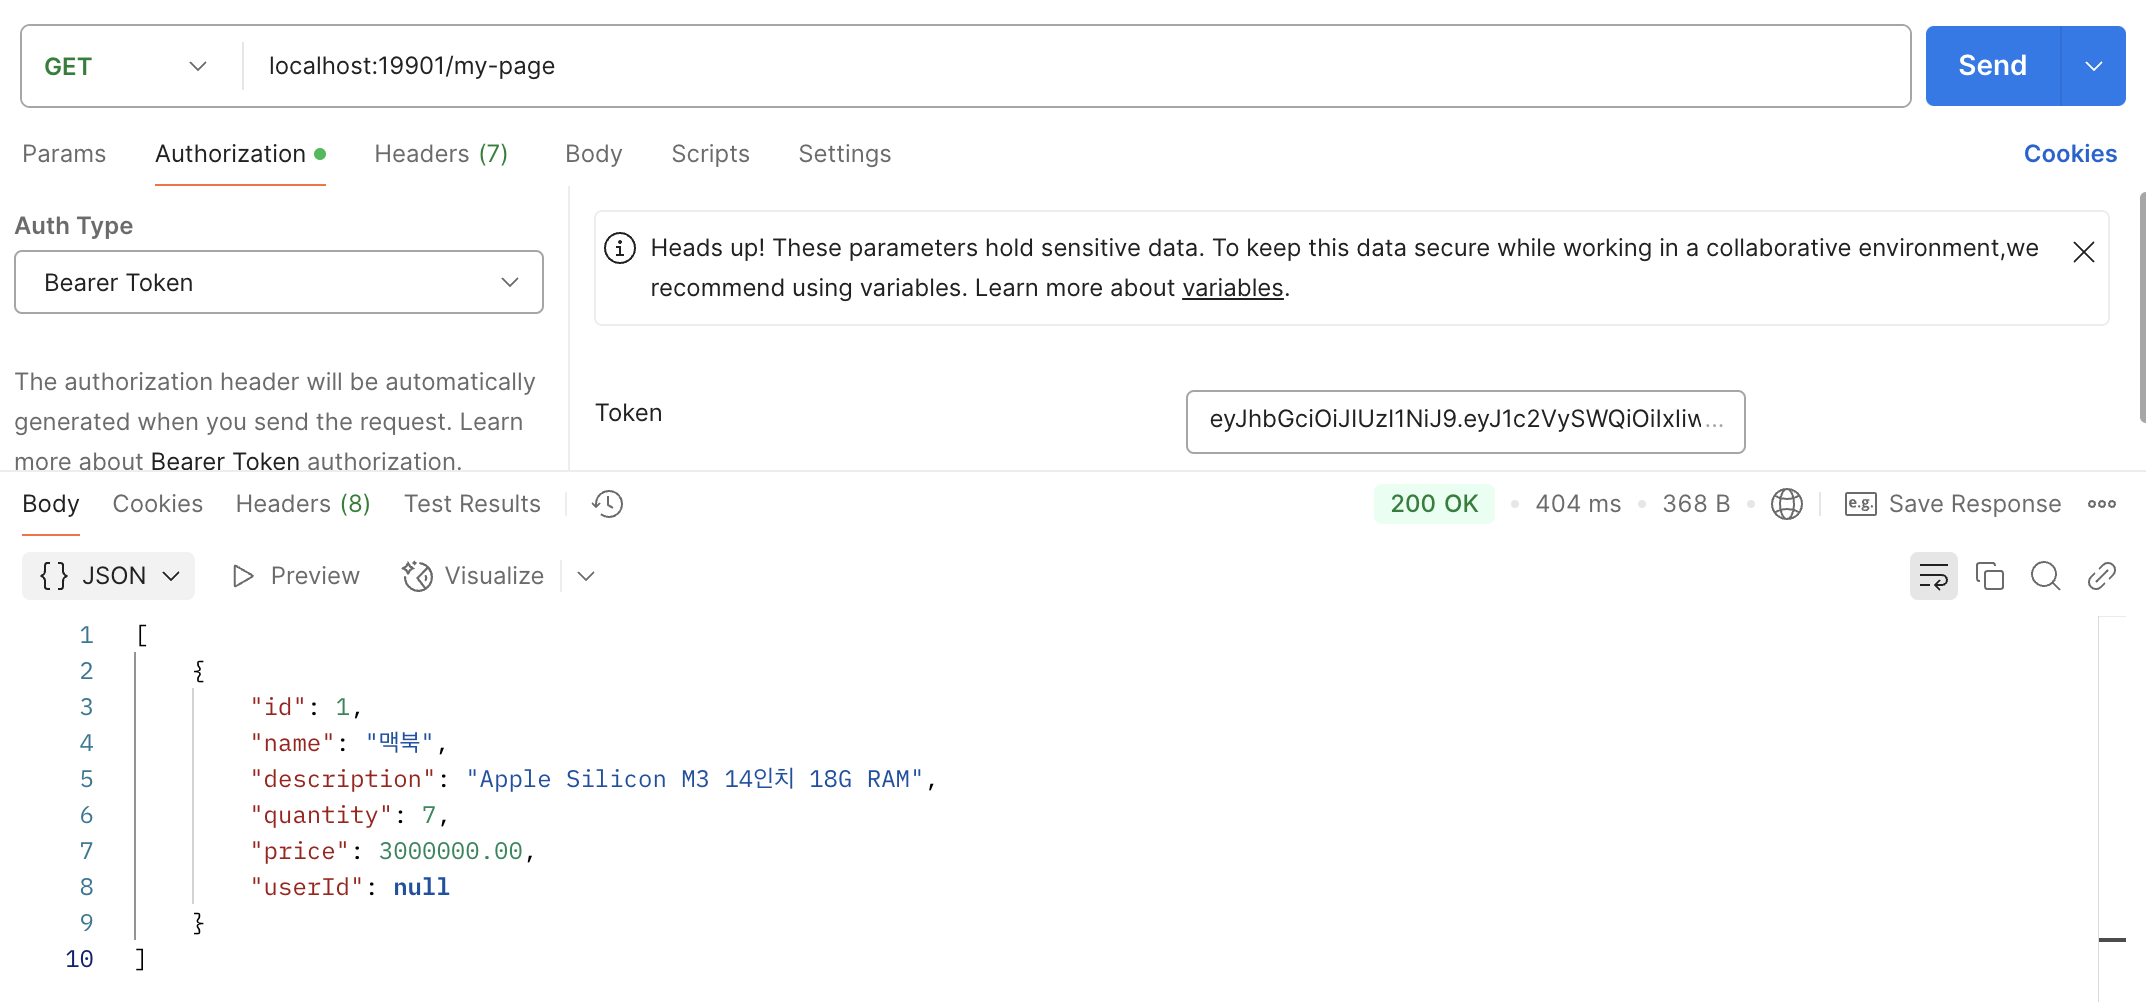 GET localhost:19901/my-page Send
Params Authorization Headers (7) Body Scripts Settings Cookies
Auth Type
Bearer Token
The authorization header will be automatically
generated when you send the request. Learn
more about Bearer Token authorization.
Heads up! These parameters hold sensitive data. To keep this data secure while working in a collaborative environment,we
recommend using variables. Learn more about variables.
Token eyJhbGciOiJIUzI1NiJ9.eyJ1c2VySWQiOiIxIiw...
Body Cookies Headers (8) Test Results 200 OK 404 ms 368 B e.g. Save Response
{} JSON Preview Visualize
1 [
2 {
3 "id": 1,
4 "name": "맥북",
5 "description": "Apple Silicon M3 14인치 18G RAM",
6 "quantity": 7,
7 "price": 3000000.00,
8 "userId": null
9 }
10 ]